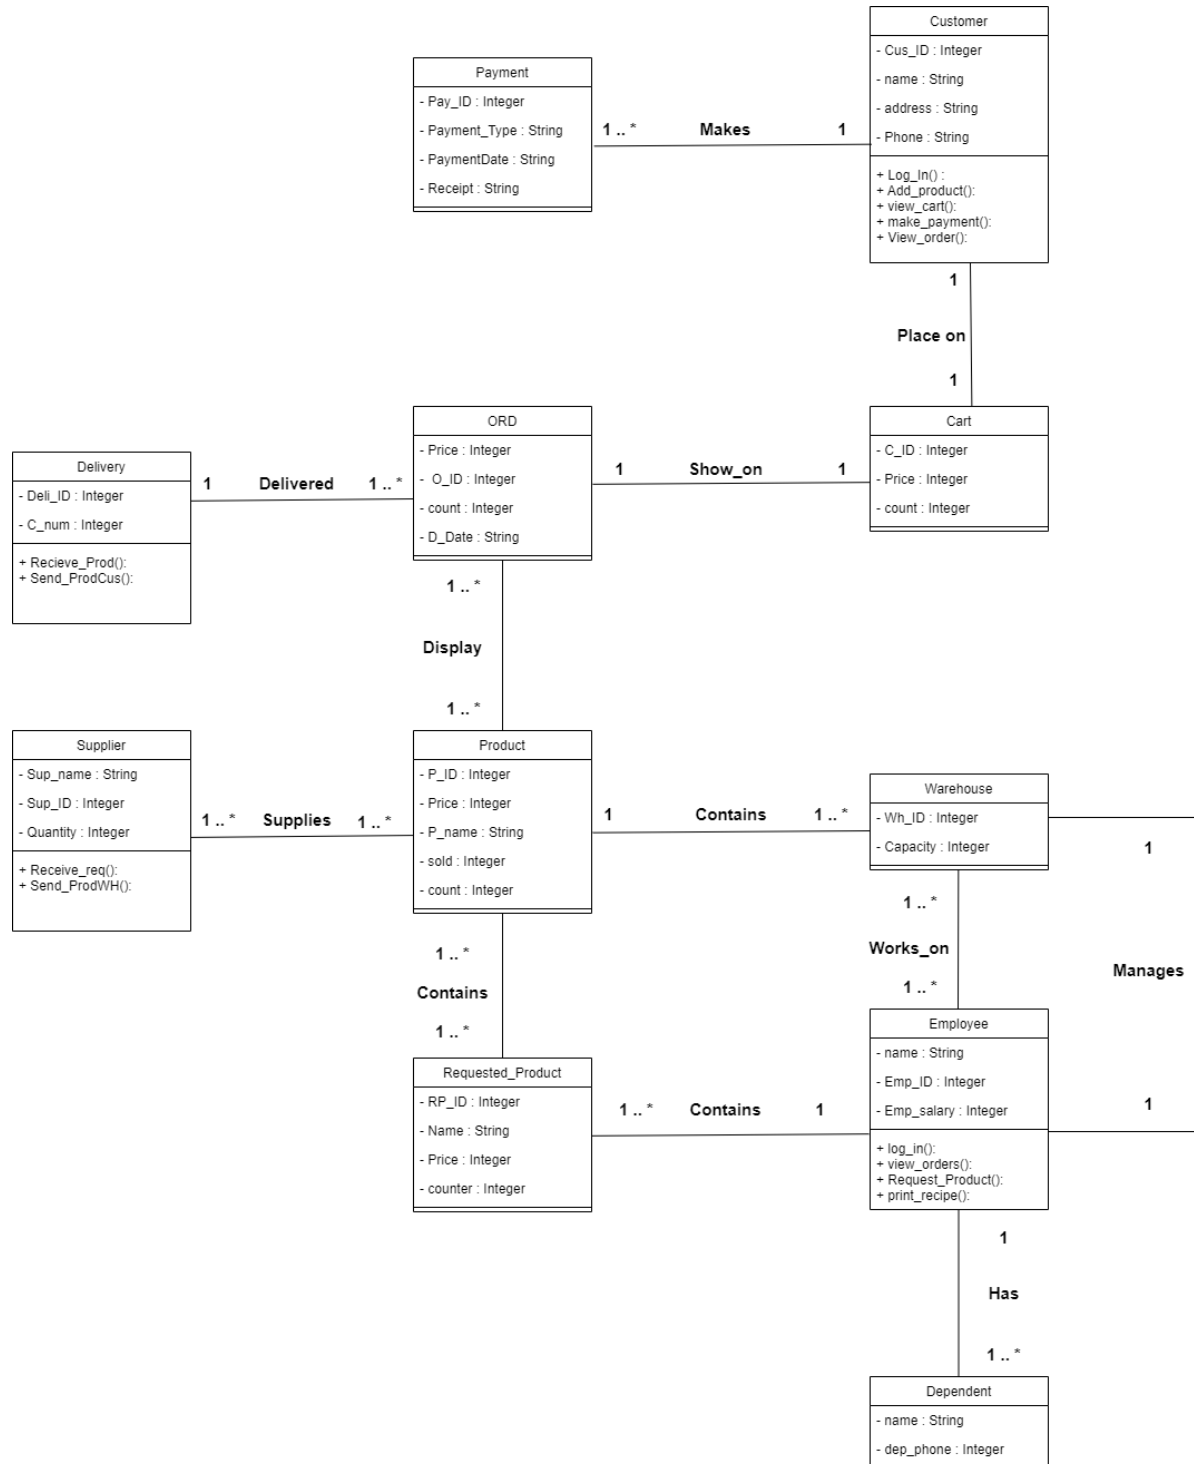 Customer
- Cus_ID : Integer
- name : String
- address : String
- Phone : String
+ Log_In() :
+ Add_product():
+ view_cart():
+ make_payment():
+ View_order():
Payment
- Pay_ID : Integer
- Payment_Type : String
- PaymentDate : String
- Receipt : String
1 .. * Makes 1
1
Place on
1
ORD
- Price : Integer
- O_ID : Integer
- count : Integer
- D_Date : String
Cart
- C_ID : Integer
- Price : Integer
- count : Integer
1 Show_on 1
Delivery
- Deli_ID : Integer
- C_num : Integer
+ Recieve_Prod():
+ Send_ProdCus():
1 Delivered 1 .. *
1 .. *
Display
1 .. *
Supplier
- Sup_name : String
- Sup_ID : Integer
- Quantity : Integer
+ Receive_req():
+ Send_ProdWH():
1 .. * Supplies 1 .. *
Product
- P_ID : Integer
- Price : Integer
- P_name : String
- sold : Integer
- count : Integer
1 Contains 1 .. *
Warehouse
- Wh_ID : Integer
- Capacity : Integer
1
Manages
1
1 .. *
Works_on
1 .. *
1 .. *
Contains
1 .. *
Requested_Product
- RP_ID : Integer
- Name : String
- Price : Integer
- counter : Integer
1 .. * Contains 1
Employee
- name : String
- Emp_ID : Integer
- Emp_salary : Integer
+ log_in():
+ view_orders():
+ Request_Product():
+ print_recipe():
1
Has
1 .. *
Dependent
- name : String
- dep_phone : Integer